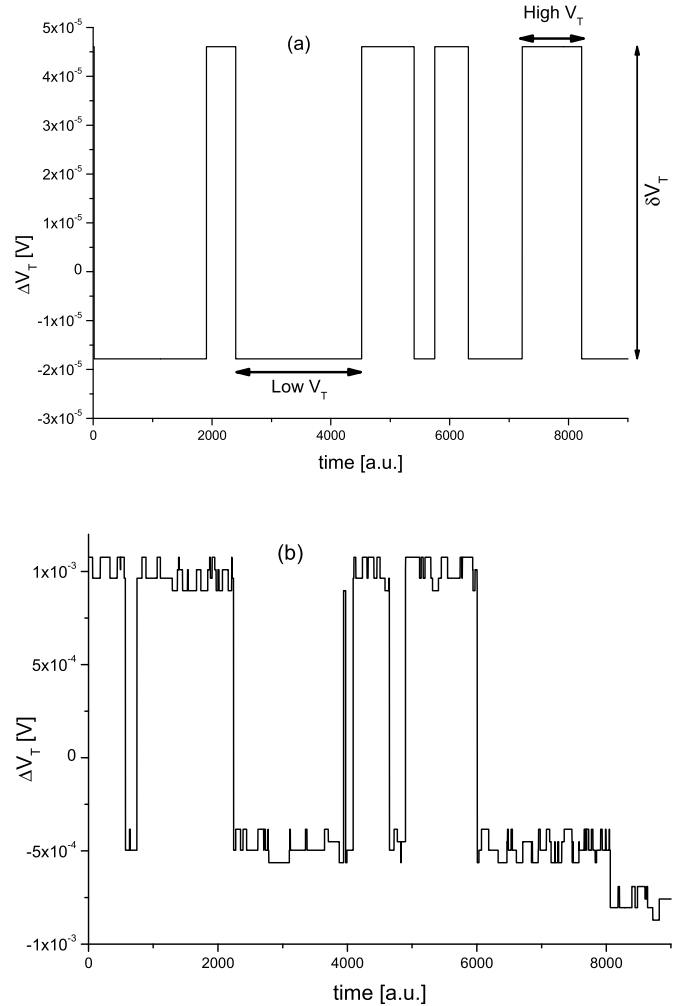 (a)
High V_T
5x10^-5
4x10^-5
3x10^-5
2x10^-5
1x10^-5
0
-1x10^-5
-2x10^-5
-3x10^-5
ΔV_T [V]
δV_T
Low V_T
0 2000 4000 6000 8000
time [a.u.]
(b)
1x10^-3
5x10^-4
0
-5x10^-4
-1x10^-3
ΔV_T [V]
0 2000 4000 6000 8000
time [a.u.]